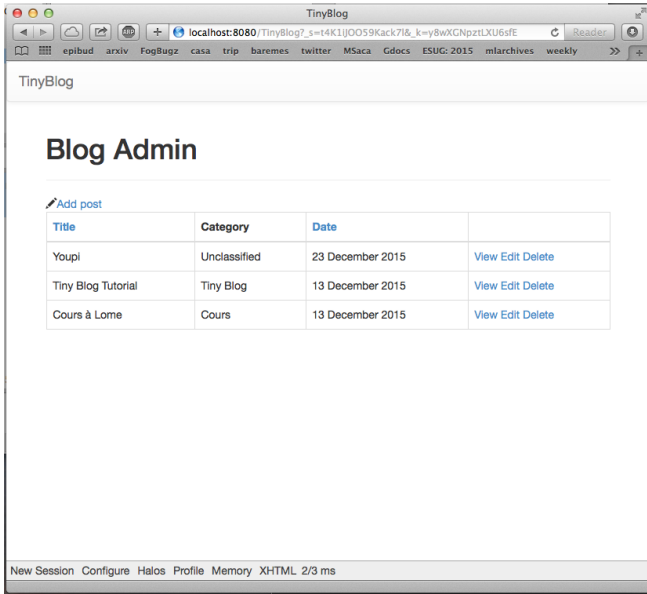 TinyBlog
localhost:8080/TinyBlog?_s=t4K1iJOO59Kack7l&_k=y8wXGNpztLXU6sfE Reader
epibud arxiv FogBugz casa trip baremes twitter MSaca Gdocs ESUG: 2015 mlarchives weekly >>
TinyBlog
Blog Admin
Add post
Title Category Date
Youpi Unclassified 23 December 2015 View Edit Delete
Tiny Blog Tutorial Tiny Blog 13 December 2015 View Edit Delete
Cours à Lome Cours 13 December 2015 View Edit Delete
New Session Configure Halos Profile Memory XHTML 2/3 ms